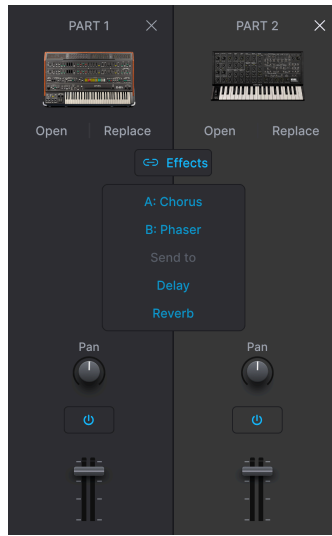 PART 1
PART 2
Open
Replace
Open
Replace
Effects
A: Chorus
B: Phaser
Send to
Delay
Reverb
Pan
Pan